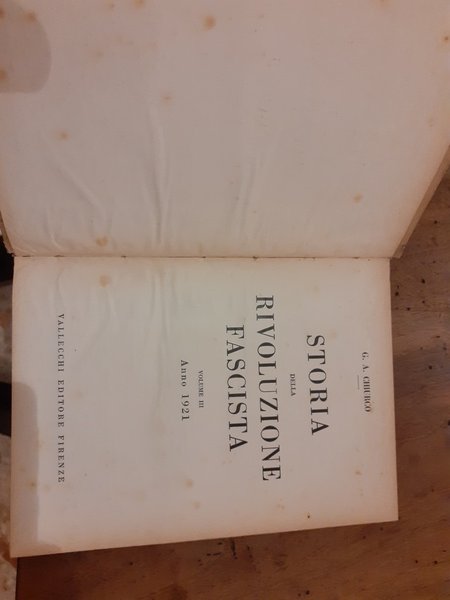 G. A. CHIURCO
STORIA
DELLA
RIVOLUZIONE
FASCISTA
VOLUME III
Anno 1921
VALLECCHI EDITORE FIRENZE